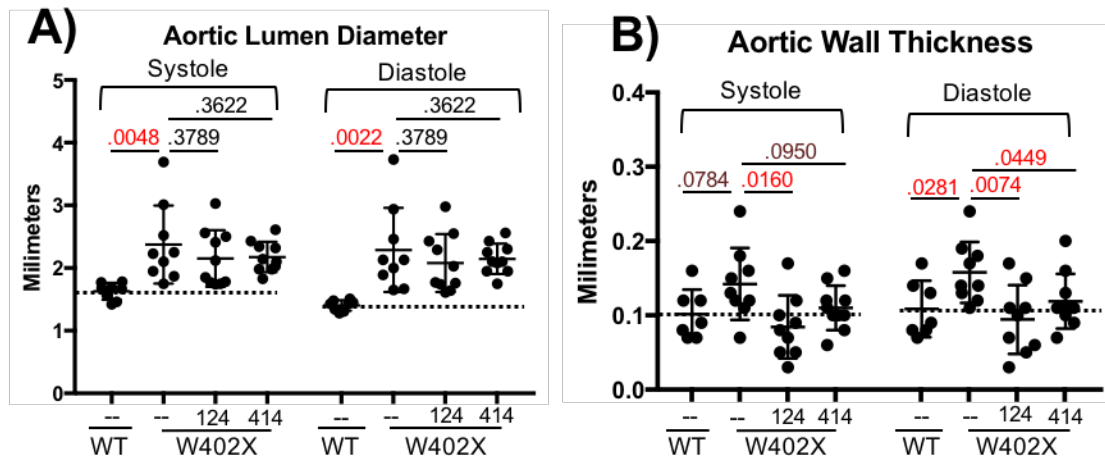 A) Aortic Lumen Diameter
Systole Diastole
.3622 .3622
.0048 .3789 .0022 .3789
Milimeters
5
4
3
2
1
0
-- -- 124 414 -- -- 124 414
WT W402X WT W402X
B) Aortic Wall Thickness
Systole Diastole
.0950 .0449
.0784 .0160 .0281 .0074
Milimeters
0.4
0.3
0.2
0.1
0.0
-- -- 124 414 -- -- 124 414
WT W402X WT W402X